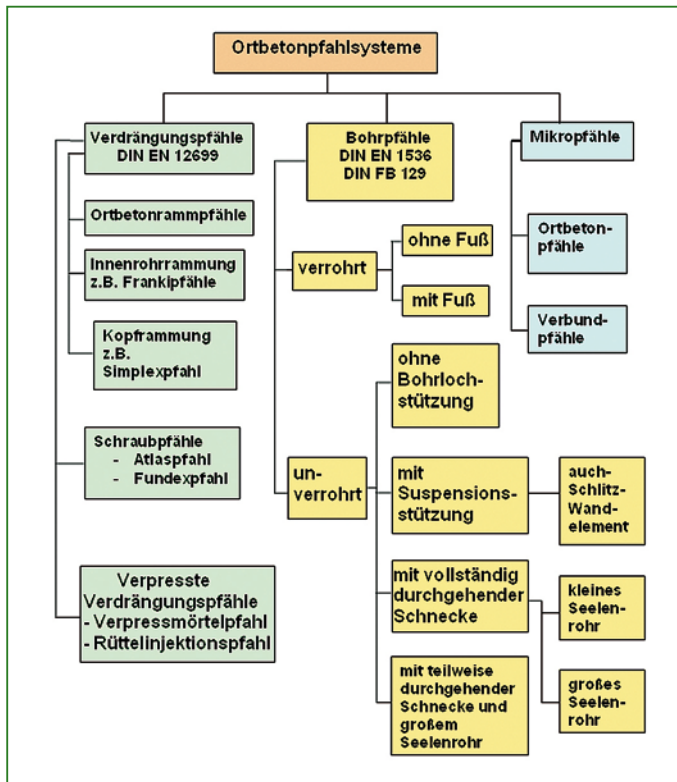 Ortbetonpfahlsysteme
Verdrängungspfähle
DIN EN 12699
Ortbetonrammpfähle
Innenrohrrammung
z.B. Frankipfähle
Kopframmung
z.B.
Simplexpfahl
Schraubpfähle
- Atlaspfahl
- Fundexpfahl
Verpresste
Verdrängungspfähle
- Verpressmörtelpfahl
- Rüttelinjektionspfahl
Bohrpfähle
DIN EN 1536
DIN FB 129
verrohrt
ohne Fuß
mit Fuß
un-
verrohrt
ohne
Bohrloch-
stützung
mit
Suspensions-
stützung
auch-
Schlitz-
Wand-
element
mit vollständig
durchgehender
Schnecke
kleines
Seelen-
rohr
großes
Seelen-
rohr
mit teilweise
durchgehender
Schnecke und
großem
Seelenrohr
Mikropfähle
Ortbeton-
pfähle
Verbund-
pfähle